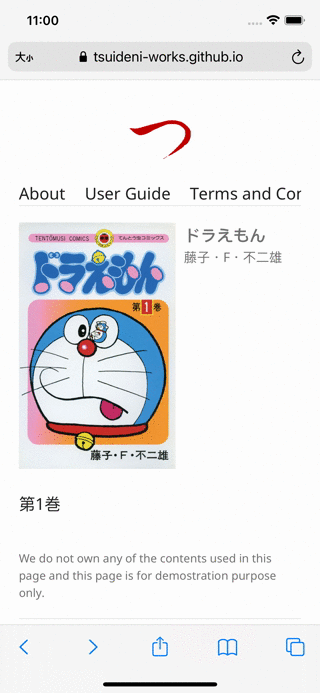 11:00
大小 tsuideni-works.github.io
つ
About User Guide Terms and Cor
TENTŌMUSI COMICS てんとう虫コミックス
ドラえもん
第1巻
藤子・F・不二雄
ドラえもん
藤子・F・不二雄
第1巻
We do not own any of the contents used in this
page and this page is for demostration purpose
only.